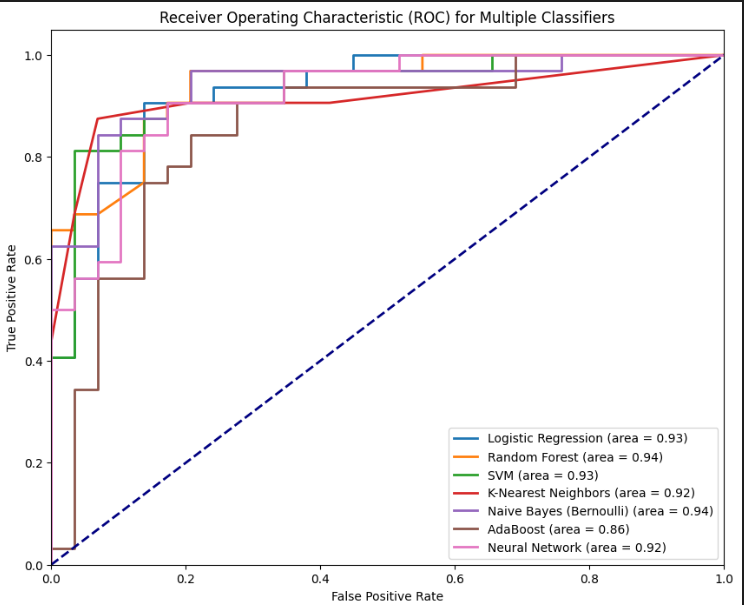 Receiver Operating Characteristic (ROC) for Multiple Classifiers
True Positive Rate
1.0
0.8
0.6
0.4
0.2
0.0
Logistic Regression (area = 0.93)
Random Forest (area = 0.94)
SVM (area = 0.93)
K-Nearest Neighbors (area = 0.92)
Naive Bayes (Bernoulli) (area = 0.94)
AdaBoost (area = 0.86)
Neural Network (area = 0.92)
0.0 0.2 0.4 0.6 0.8 1.0
False Positive Rate